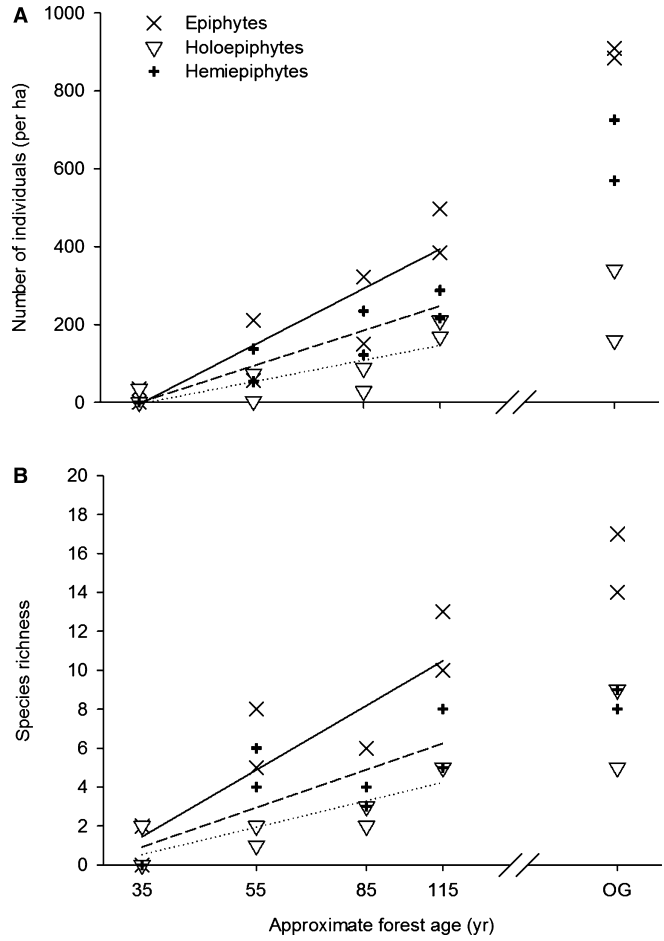 A
Epiphytes
Holoepiphytes
Hemiepiphytes
Number of individuals (per ha)
1000
800
600
400
200
0
B
Species richness
20
18
16
14
12
10
8
6
4
2
0
35 55 85 115 OG
Approximate forest age (yr)